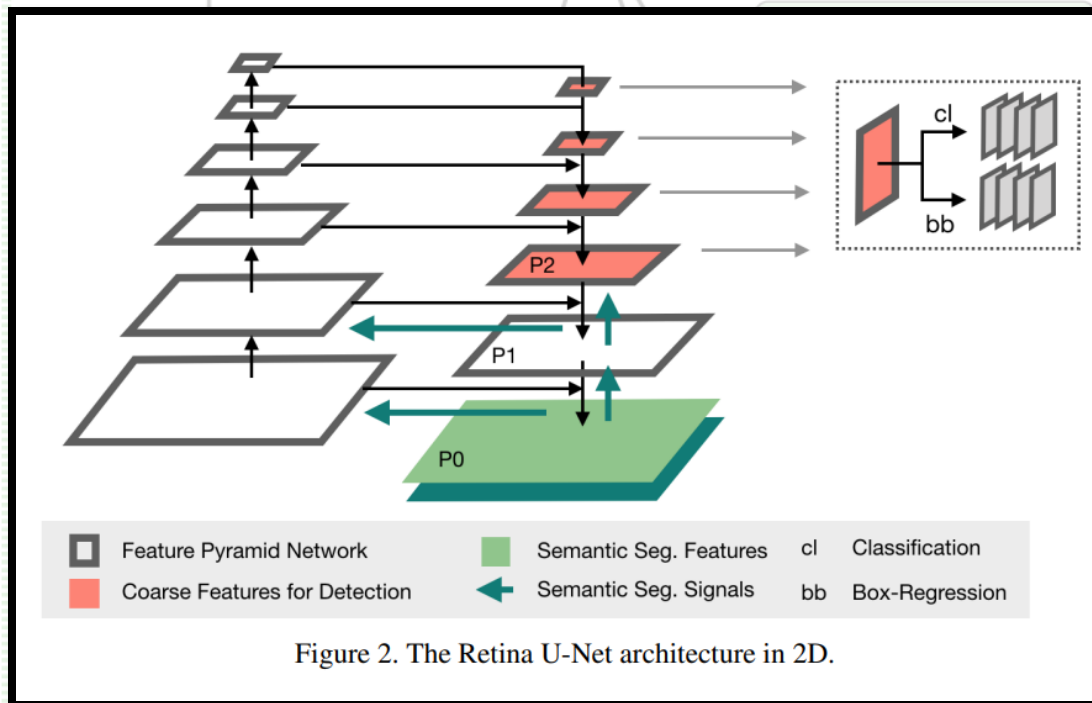 cl
bb
P2
P1
P0
Feature Pyramid Network
Semantic Seg. Features
cl Classification
Coarse Features for Detection
Semantic Seg. Signals
bb Box-Regression
Figure 2. The Retina U-Net architecture in 2D.